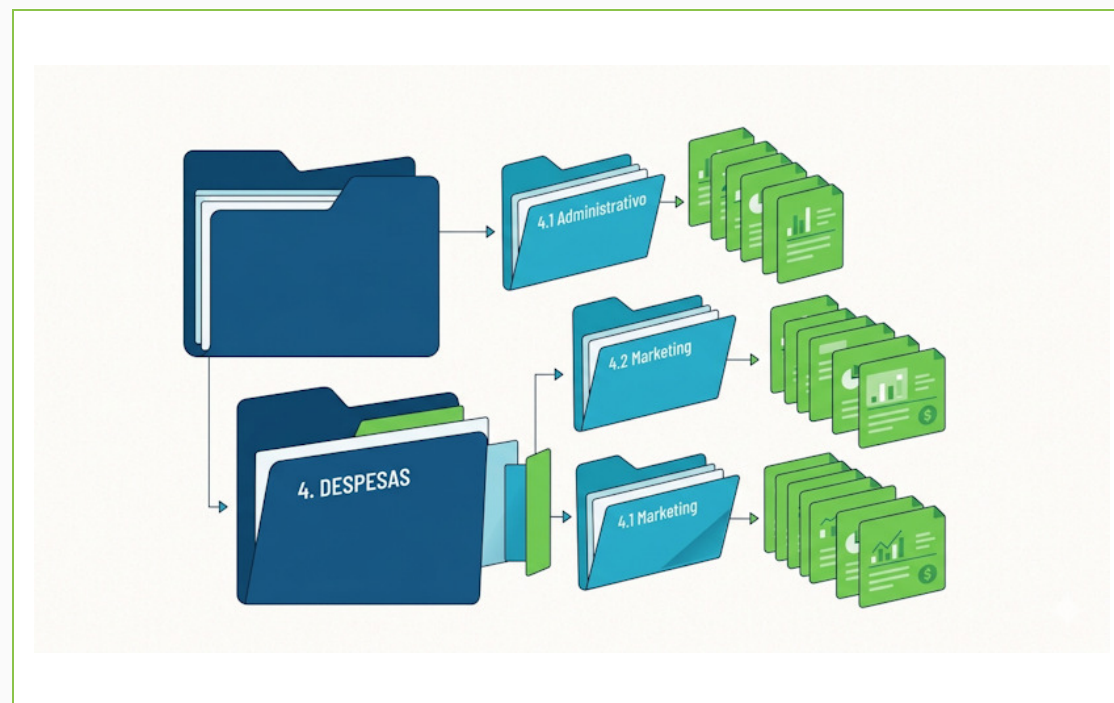 4.1 Administrativo
4.2 Marketing
4. DESPESAS
4.1 Marketing
$
$